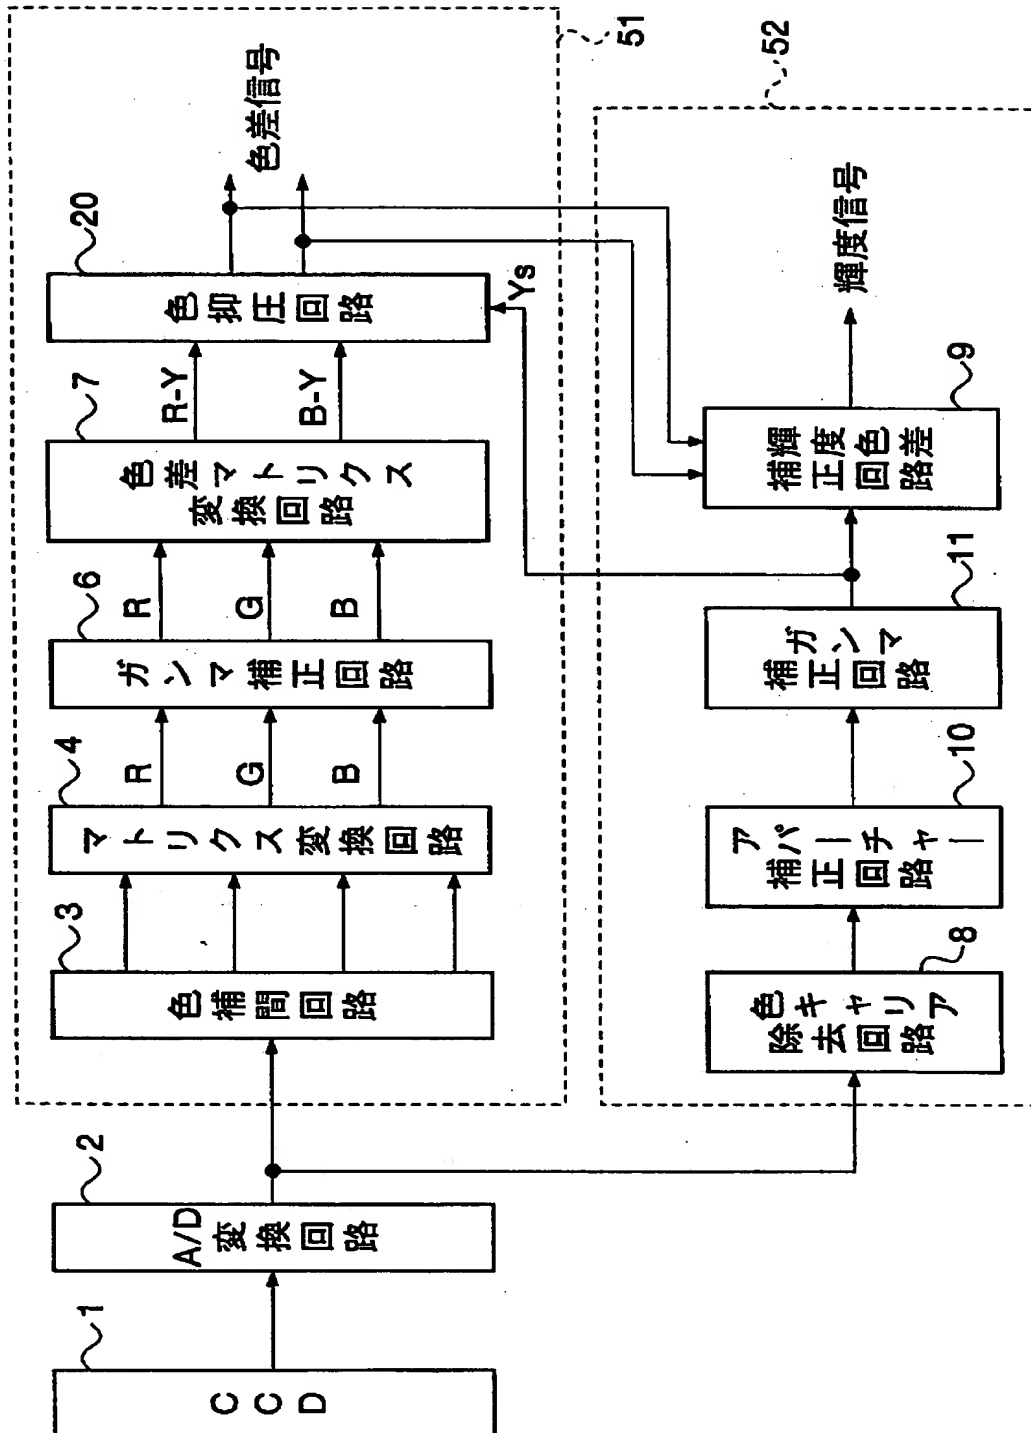 1
CCD
2
A/D
変換回路
51
3
色補間回路
4
マトリクス変換回路
R
G
B
6
ガンマ補正回路
R
G
B
7
色差マトリクス
変換回路
R-Y
B-Y
20
色抑圧回路
Ys
色差信号
52
8
色キャリア
除去回路
10
アパーチャー
補正回路
11
ガンマ
補正回路
9
輝度色差
補正回路
輝度信号